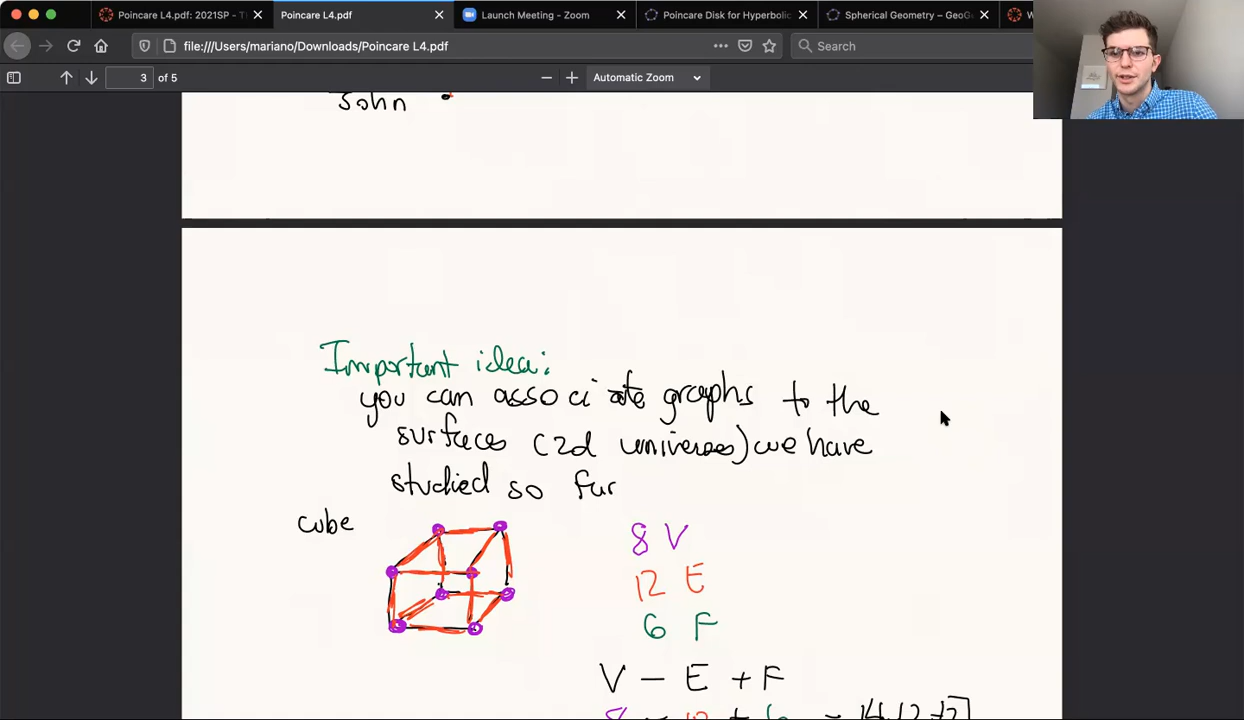 Poincare L4.pdf: 2021SP - T
Poincare L4.pdf
Launch Meeting - Zoom
Poincare Disk for Hyperbolic
Spherical Geometry – GeoG
W
file:///Users/mariano/Downloads/Poincare L4.pdf
Search
3 of 5
Automatic Zoom
John
Important idea:
you can associate graphs to the
surfaces (2d universes) we have
studied so far
cube
8 V
12 E
6 F
V - E + F